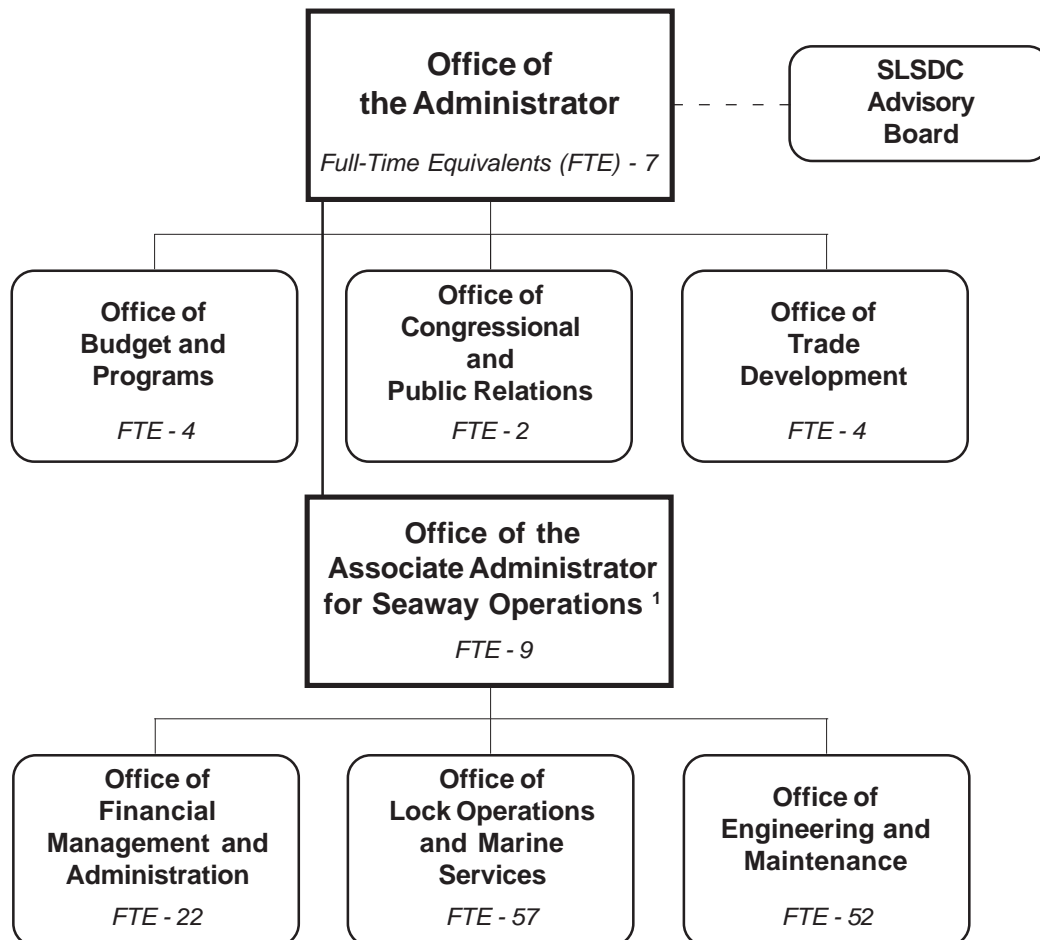 Office of
the Administrator
Full-Time Equivalents (FTE) - 7
SLSDC
Advisory
Board
Office of
Budget and
Programs
FTE - 4
Office of
Congressional
and
Public Relations
FTE - 2
Office of
Trade
Development
FTE - 4
Office of the
Associate Administrator
for Seaway Operations ¹
FTE - 9
Office of
Financial
Management and
Administration
FTE - 22
Office of
Lock Operations
and Marine
Services
FTE - 57
Office of
Engineering and
Maintenance
FTE - 52